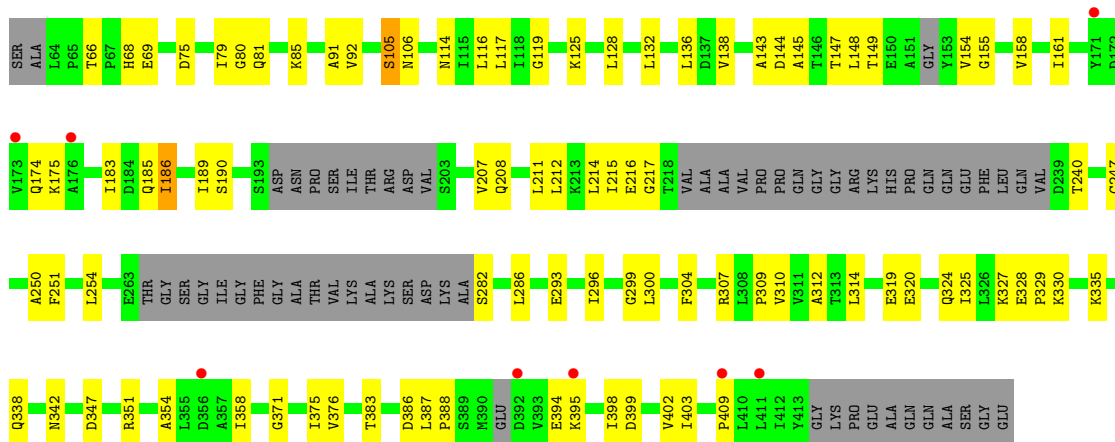 SER ALA L64 P65 T66 P67 H68 E69 D75 I79 G80 Q81 K85 A91 V92 S105 N106 N114 I115 L116 L117 I118 G119 K125 L128 L132 L136 D137 V138 A143 D144 A145 T146 T147 L148 T149 E150 A151 GLY Y153 V154 G155 V158 I161 Y171 D172
V173 Q174 K175 A176 I183 D184 Q185 I186 I189 S190 S193 ASP ASN PRO SER ILE THR ARG ASP VAL S203 V207 Q208 L211 L212 K213 L214 I215 E216 G217 T218 VAL ALA ALA VAL PRO PRO GLN GLY GLY ARG LYS HIS PRO GLN GLN GLU PHE LEU GLN VAL D239 T240 G247
A250 F251 L254 E263 THR GLY SER GLY ILE GLY PHE GLY ALA THR VAL LYS ALA LYS SER ASP LYS ALA S282 L286 E293 I296 G299 L300 F304 R307 L308 P309 V310 V311 A312 T313 L314 E319 E320 Q324 I325 L326 K327 E328 P329 K330 K335
Q338 N342 D347 R351 A354 L355 D356 A357 I358 G371 I375 V376 T383 D386 L387 P388 S389 M390 GLU D392 V393 E394 K395 I398 D399 V402 I403 P409 L410 L411 I412 Y413 GLY LYS PRO GLU ALA GLN GLN ALA SER GLY GLU